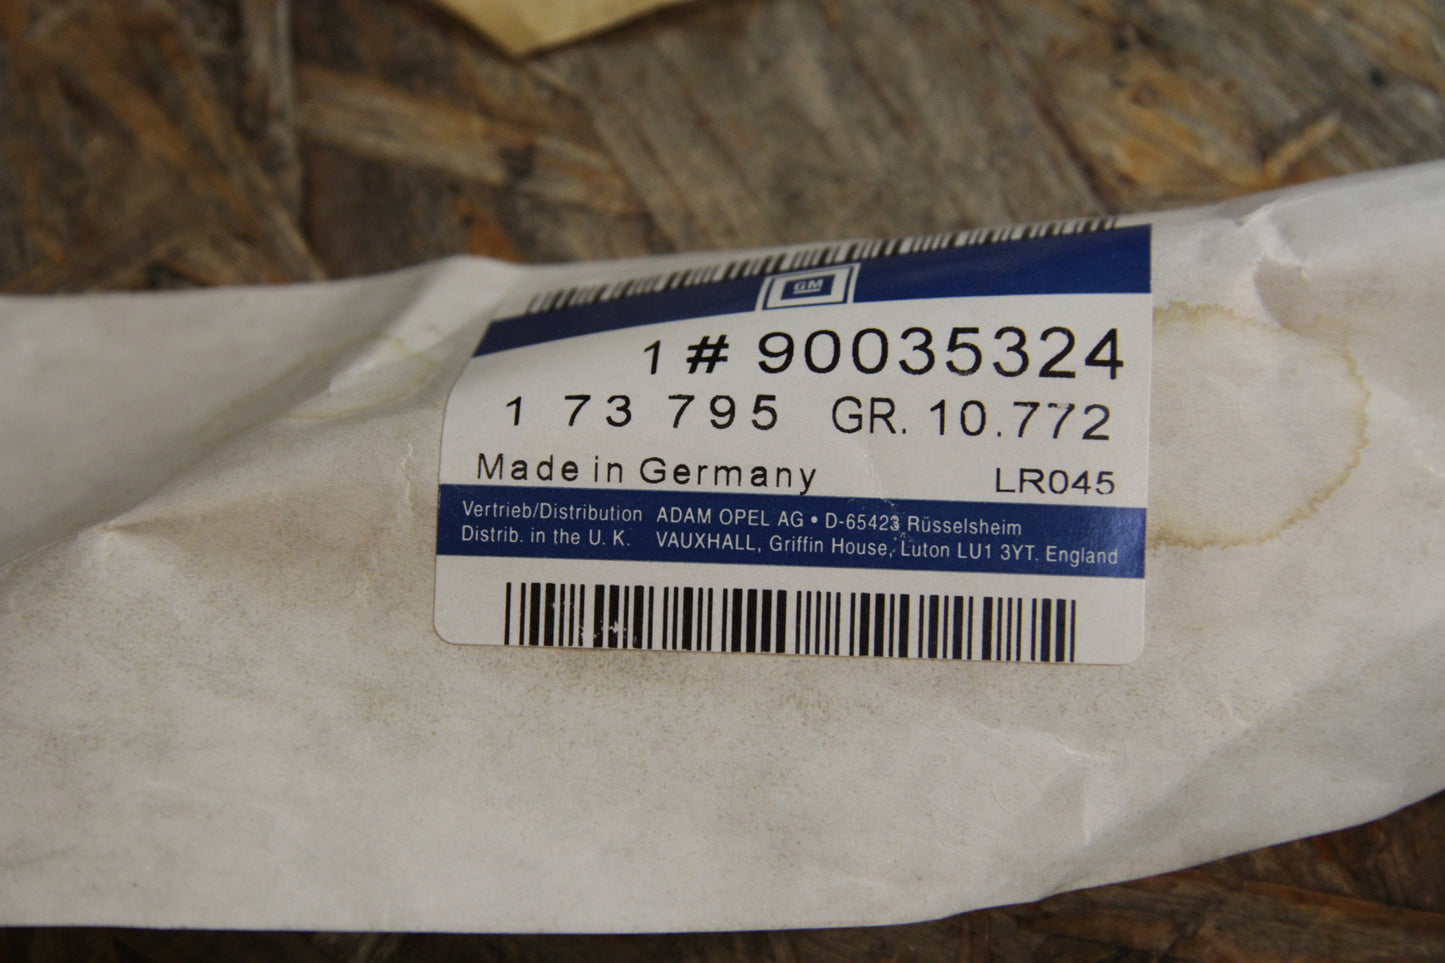 GM
1 # 90035324
1 73 795 GR. 10.772
Made in Germany LR045
Vertrieb/Distribution ADAM OPEL AG • D-65423 Rüsselsheim
Distrib. in the U. K. VAUXHALL, Griffin House, Luton LU1 3YT. England